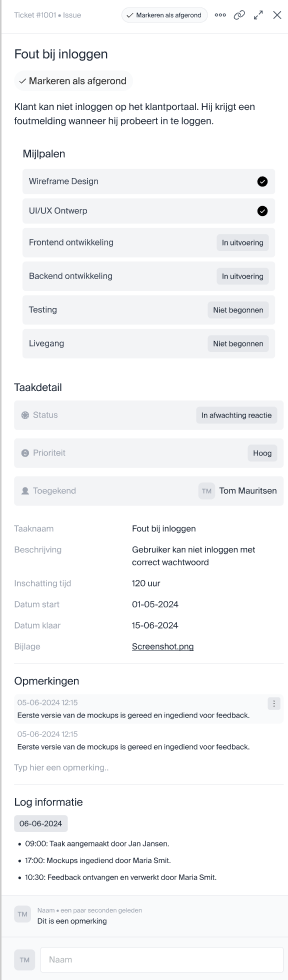 Ticket #1001 • Issue
Markeren als afgerond
Fout bij inloggen
Markeren als afgerond
Klant kan niet inloggen op het klantportaal. Hij krijgt een
foutmelding wanneer hij probeert in te loggen.
Mijlpalen
Wireframe Design
UI/UX Ontwerp
Frontend ontwikkeling
In uitvoering
Backend ontwikkeling
In uitvoering
Testing
Niet begonnen
Livegang
Niet begonnen
Taakdetail
Status
In afwachting reactie
Prioriteit
Hoog
Toegekend
TM
Tom Mauritsen
Taaknaam
Fout bij inloggen
Beschrijving
Gebruiker kan niet inloggen met
correct wachtwoord
Inschatting tijd
120 uur
Datum start
01-05-2024
Datum klaar
15-06-2024
Bijlage
Screenshot.png
Opmerkingen
05-06-2024 12:15
Eerste versie van de mockups is gereed en ingediend voor feedback.
05-06-2024 12:15
Eerste versie van de mockups is gereed en ingediend voor feedback.
Typ hier een opmerking..
Log informatie
06-06-2024
• 09:00: Taak aangemaakt door Jan Jansen.
• 17:00: Mockups ingediend door Maria Smit.
• 10:30: Feedback ontvangen en verwerkt door Maria Smit.
TM
Naam • een paar seconden geleden
Dit is een opmerking
TM
Naam